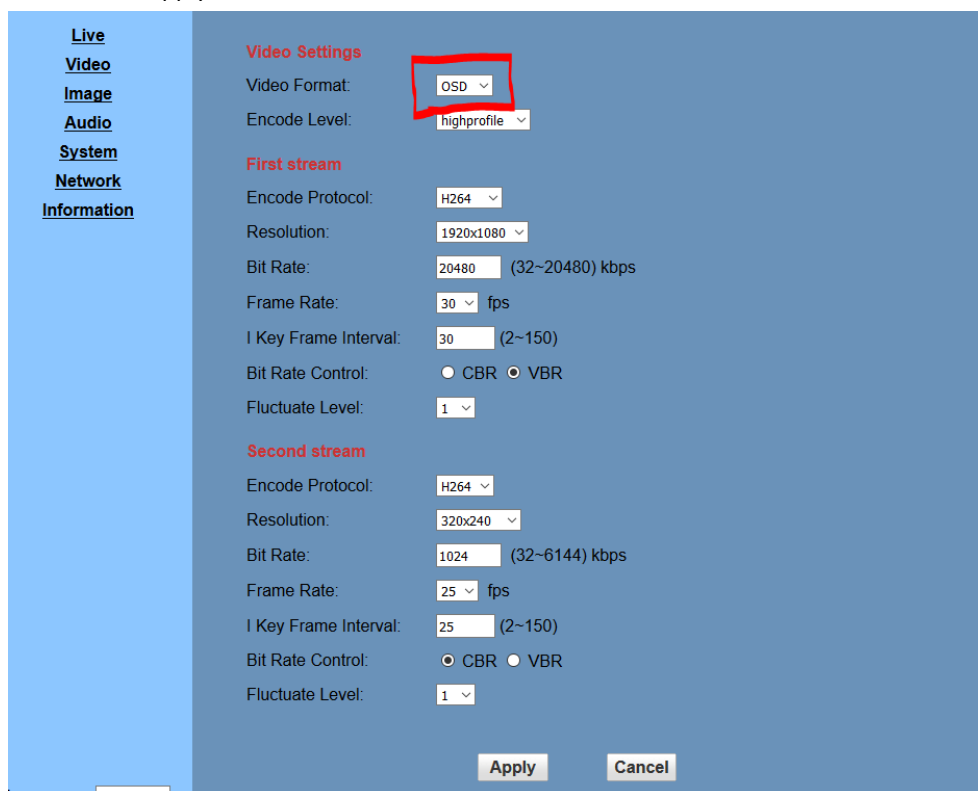 Live
Video
Image
Audio
System
Network
Information
Video Settings
Video Format: OSD
Encode Level: highprofile
First stream
Encode Protocol: H264
Resolution: 1920x1080
Bit Rate: 20480 (32~20480) kbps
Frame Rate: 30 fps
I Key Frame Interval: 30 (2~150)
Bit Rate Control: CBR VBR
Fluctuate Level: 1
Second stream
Encode Protocol: H264
Resolution: 320x240
Bit Rate: 1024 (32~6144) kbps
Frame Rate: 25 fps
I Key Frame Interval: 25 (2~150)
Bit Rate Control: CBR VBR
Fluctuate Level: 1
Apply Cancel